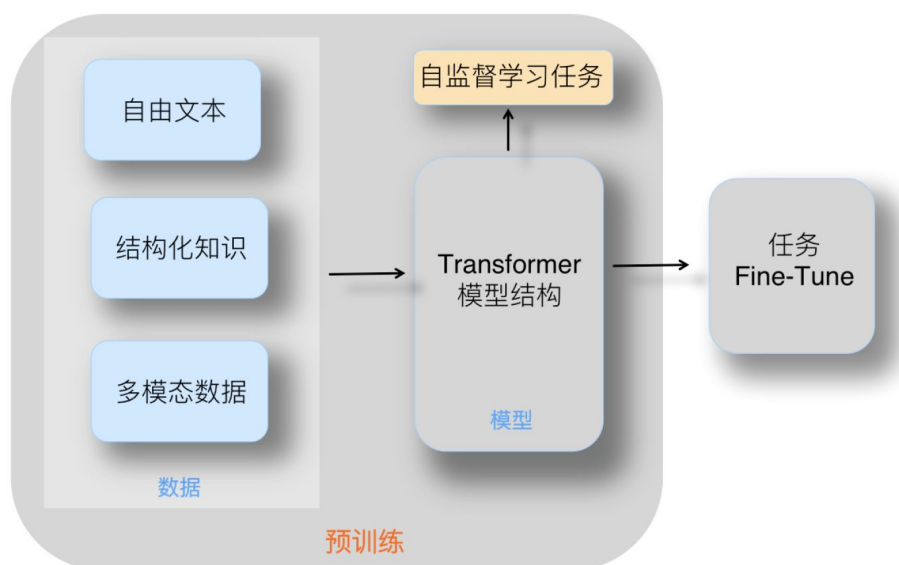 自由文本
结构化知识
多模态数据
数据
自监督学习任务
Transformer
模型结构
模型
预训练
任务
Fine-Tune